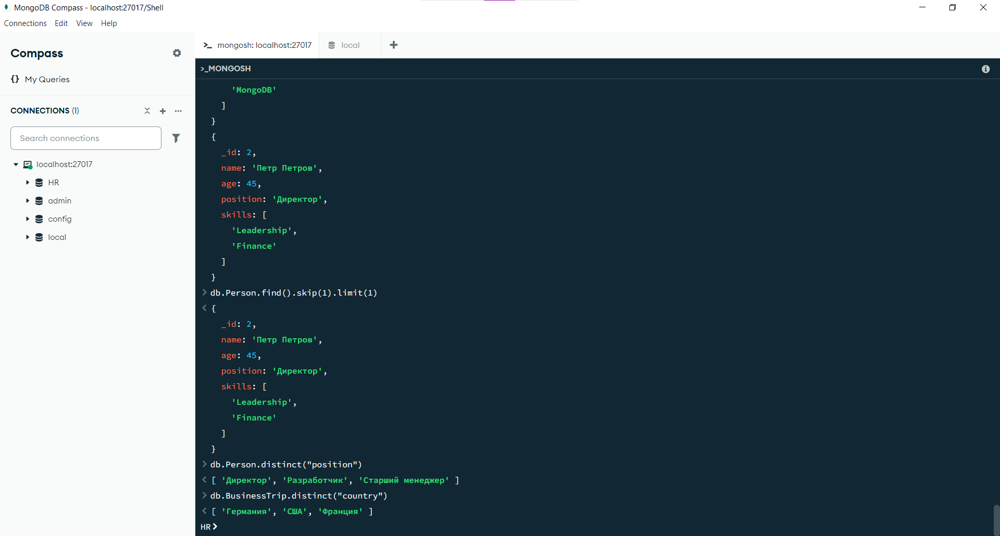 MongoDB Compass - localhost:27017/Shell
Connections Edit View Help
Compass
{} My Queries
CONNECTIONS (1)
Search connections
localhost:27017
HR
admin
config
local
>_ mongosh: localhost:27017
local
>_MONGOSH
'MongoDB'
]
}
{
_id: 2,
name: 'Петр Петров',
age: 45,
position: 'Директор',
skills: [
'Leadership',
'Finance'
]
}
> db.Person.find().skip(1).limit(1)
< {
_id: 2,
name: 'Петр Петров',
age: 45,
position: 'Директор',
skills: [
'Leadership',
'Finance'
]
}
> db.Person.distinct("position")
< [ 'Директор', 'Разработчик', 'Старший менеджер' ]
> db.BusinessTrip.distinct("country")
< [ 'Германия', 'США', 'Франция' ]
HR>